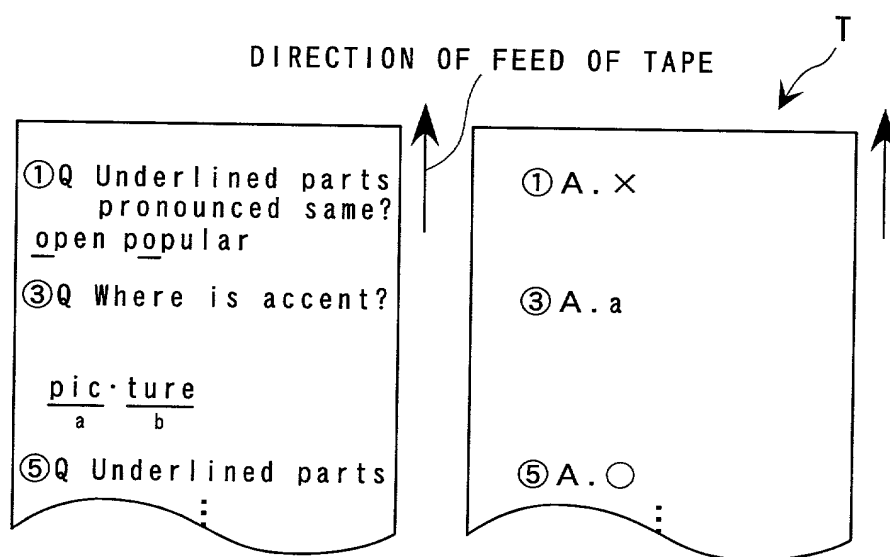 T
DIRECTION OF FEED OF TAPE
①Q Underlined parts
pronounced same?
open popular
③Q Where is accent?
pic·ture
a b
⑤Q Underlined parts
①A.×
③A.a
⑤A.○